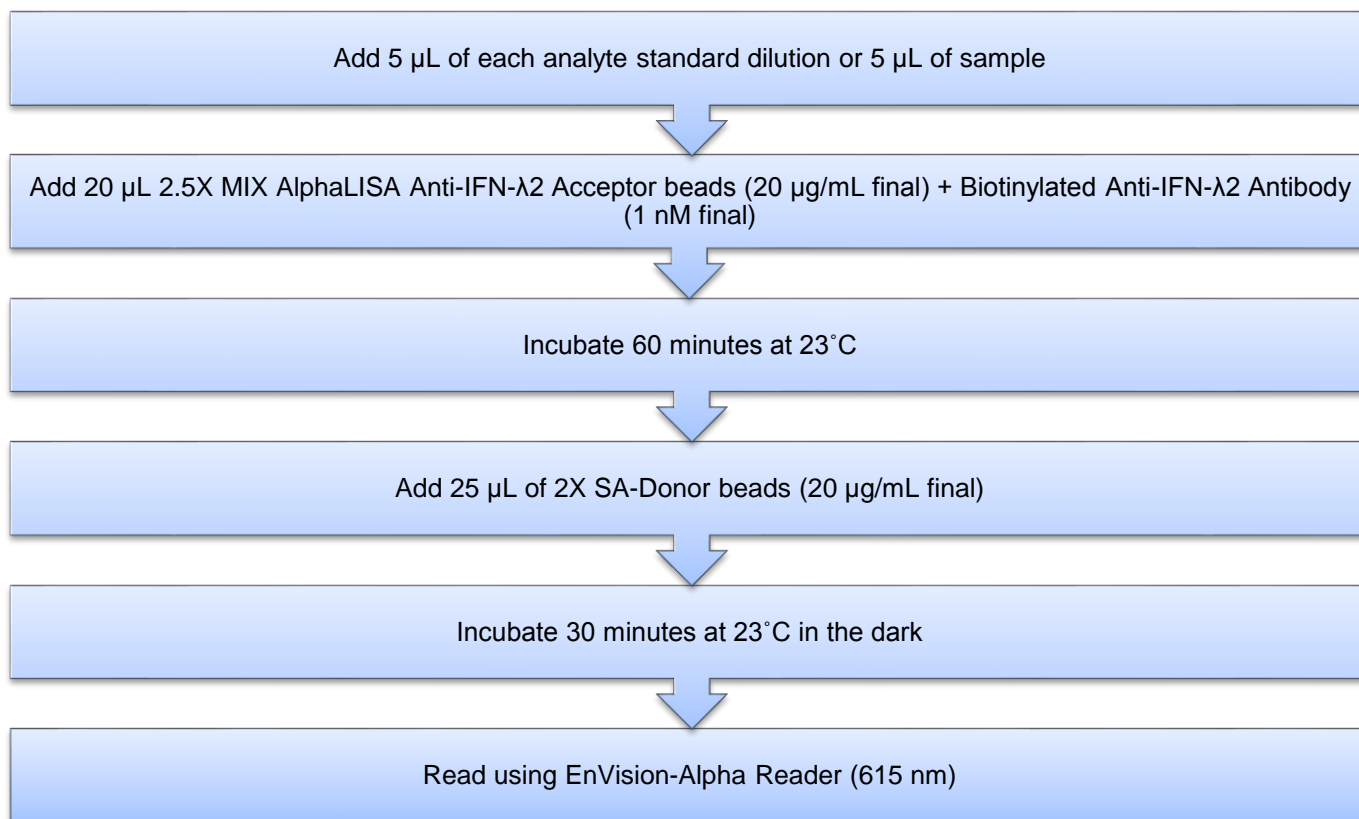 Add 5 µL of each analyte standard dilution or 5 µL of sample
Add 20 µL 2.5X MIX AlphaLISA Anti-IFN-λ2 Acceptor beads (20 µg/mL final) + Biotinylated Anti-IFN-λ2 Antibody
(1 nM final)
Incubate 60 minutes at 23˚C
Add 25 µL of 2X SA-Donor beads (20 µg/mL final)
Incubate 30 minutes at 23˚C in the dark
Read using EnVision-Alpha Reader (615 nm)